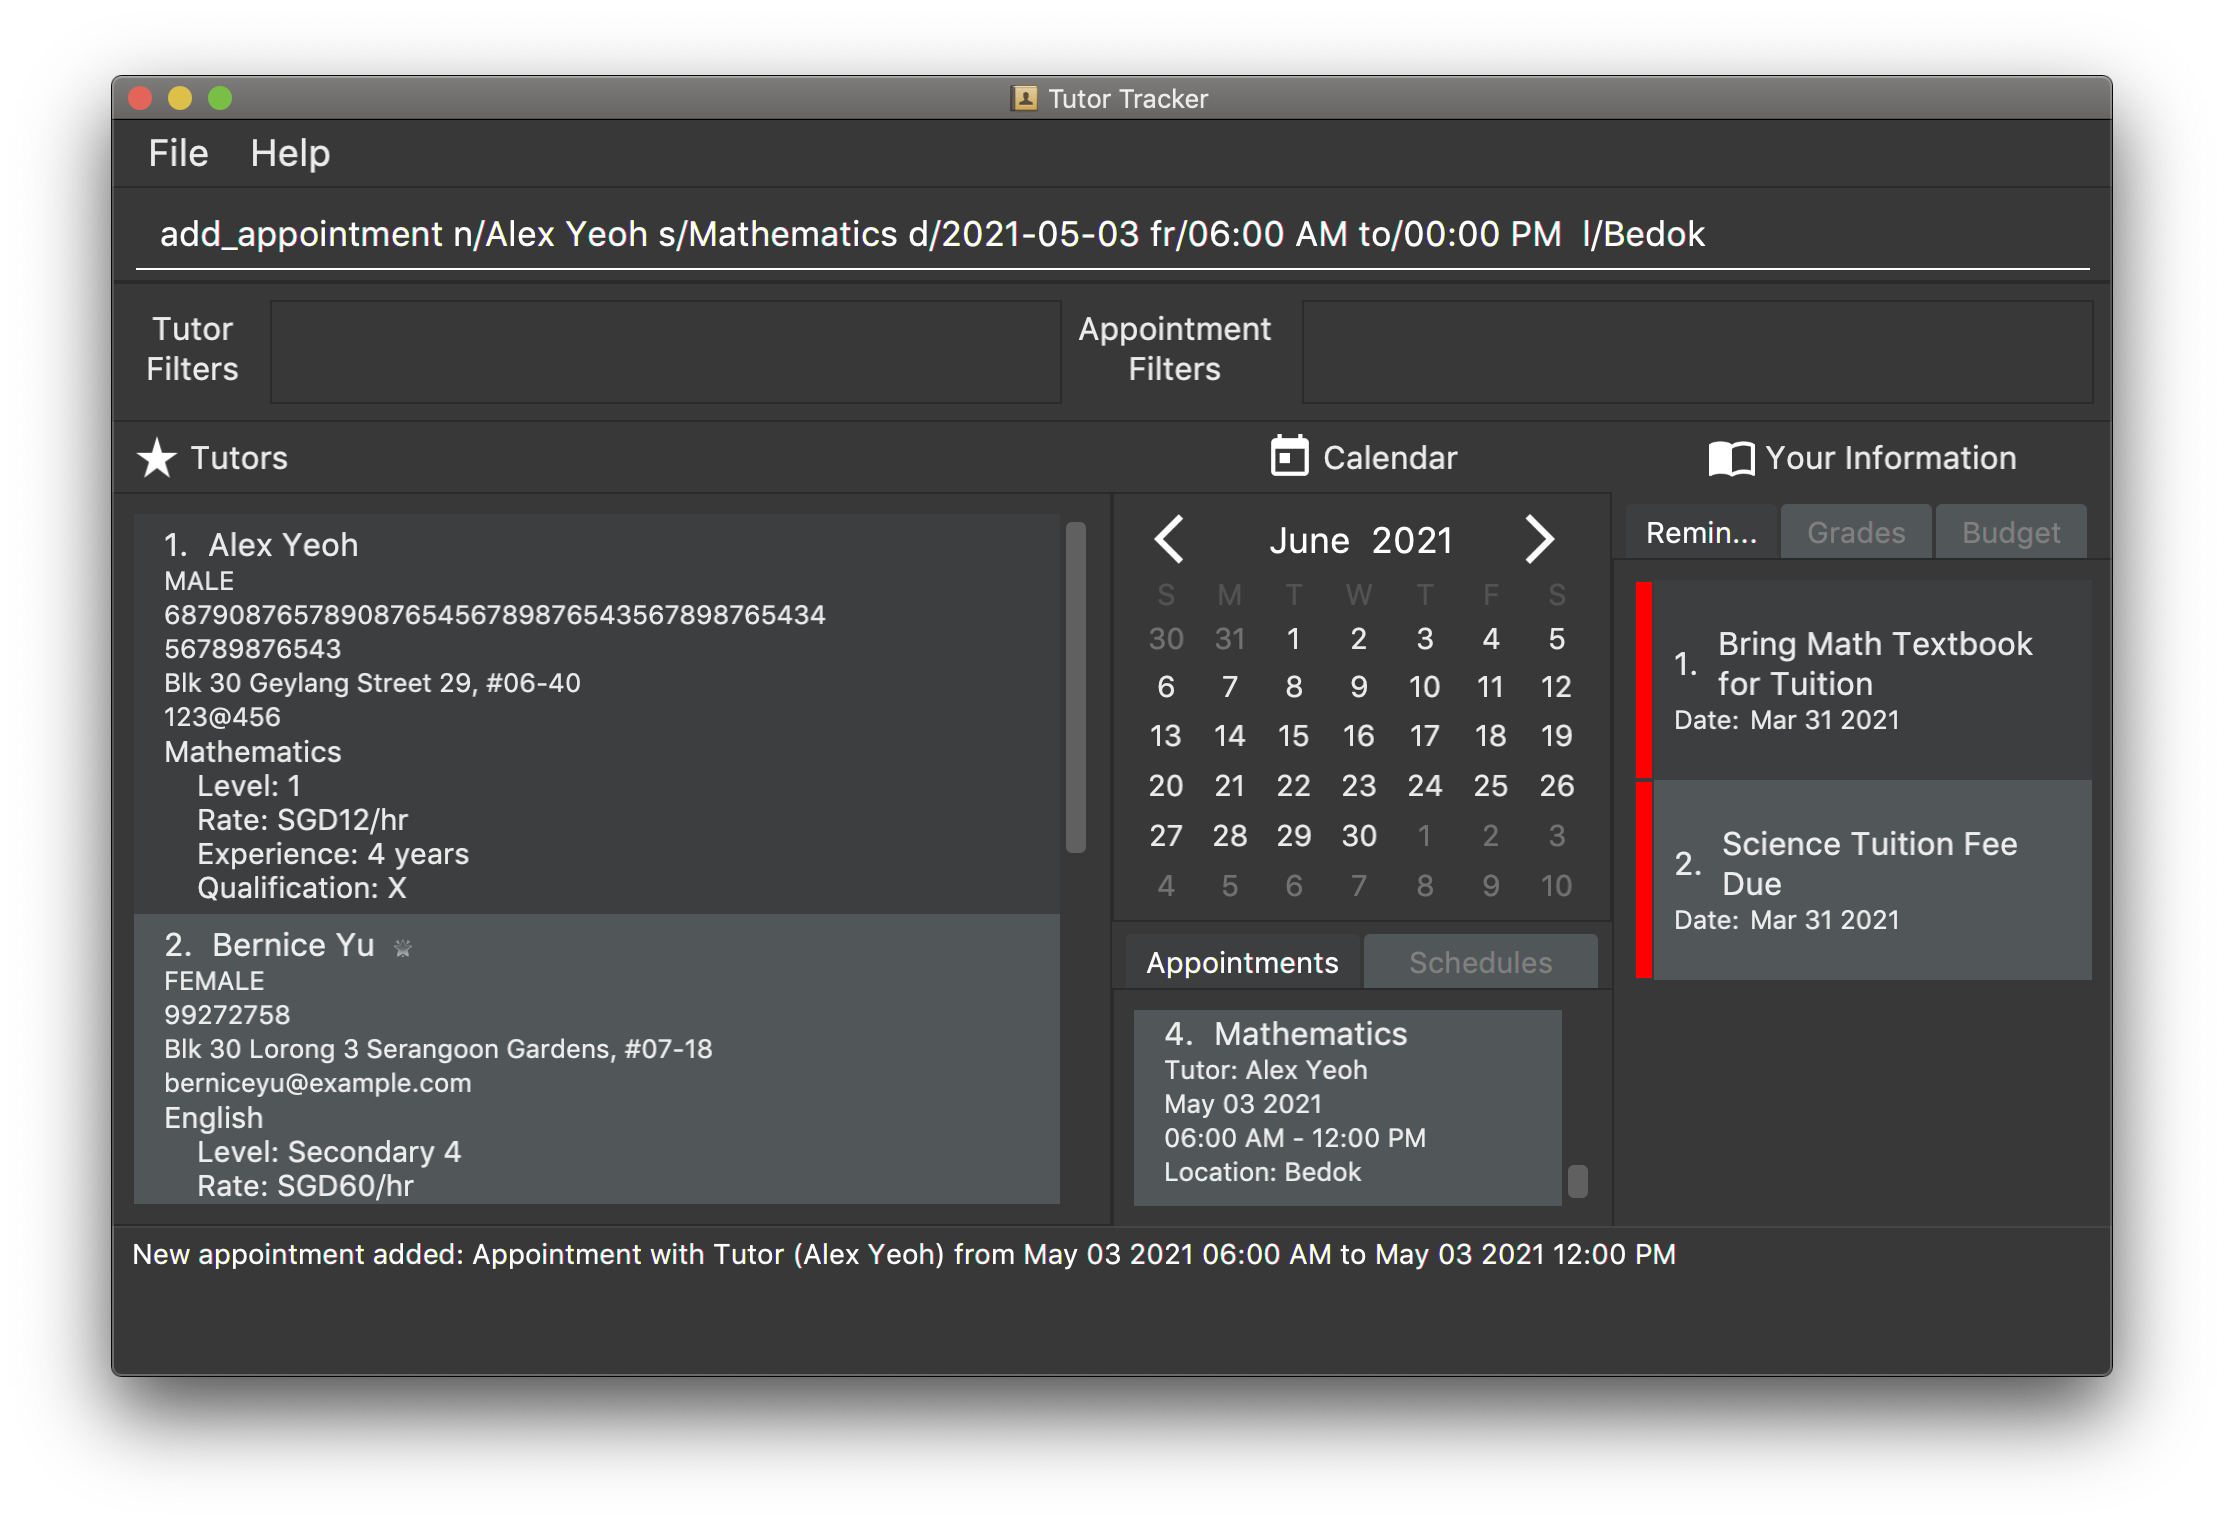 Tutor Tracker
File Help
add_appointment n/Alex Yeoh s/Mathematics d/2021-05-03 fr/06:00 AM to/00:00 PM  l/Bedok
Tutor
Filters
Appointment
Filters
Tutors
1. Alex Yeoh
MALE
6879087657890876545678987654356789876​5434
56789876543
Blk 30 Geylang Street 29, #06-40
123@456
Mathematics
Level: 1
Rate: SGD12/hr
Experience: 4 years
Qualification: X
2. Bernice Yu
FEMALE
99272758
Blk 30 Lorong 3 Serangoon Gardens, #07-18
berniceyu@example.com
English
Level: Secondary 4
Rate: SGD60/hr
Calendar
June 2021
S M T W T F S
30 31 1 2 3 4 5
6 7 8 9 10 11 12
13 14 15 16 17 18 19
20 21 22 23 24 25 26
27 28 29 30 1 2 3
4 5 6 7 8 9 10
Appointments Schedules
4. Mathematics
Tutor: Alex Yeoh
May 03 2021
06:00 AM - 12:00 PM
Location: Bedok
Your Information
Remin... Grades Budget
1. Bring Math Textbook
for Tuition
Date: Mar 31 2021
2. Science Tuition Fee
Due
Date: Mar 31 2021
New appointment added: Appointment with Tutor (Alex Yeoh) from May 03 2021 06:00 AM to May 03 2021 12:00 PM